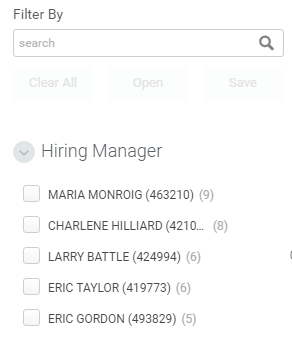 Filter By
search
Clear All Open Save
Hiring Manager
MARIA MONROIG (463210) (9)
CHARLENE HILLIARD (4210... (8)
LARRY BATTLE (424994) (6)
ERIC TAYLOR (419773) (6)
ERIC GORDON (493829) (5)